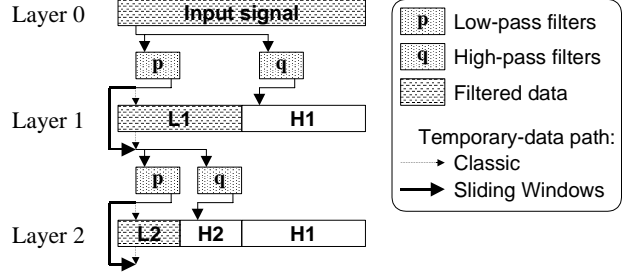 Layer 0
Input signal
p
q
Layer 1
L1
H1
p
q
Layer 2
L2
H2
H1
p
Low-pass filters
q
High-pass filters
Filtered data
Temporary-data path:
Classic
Sliding Windows